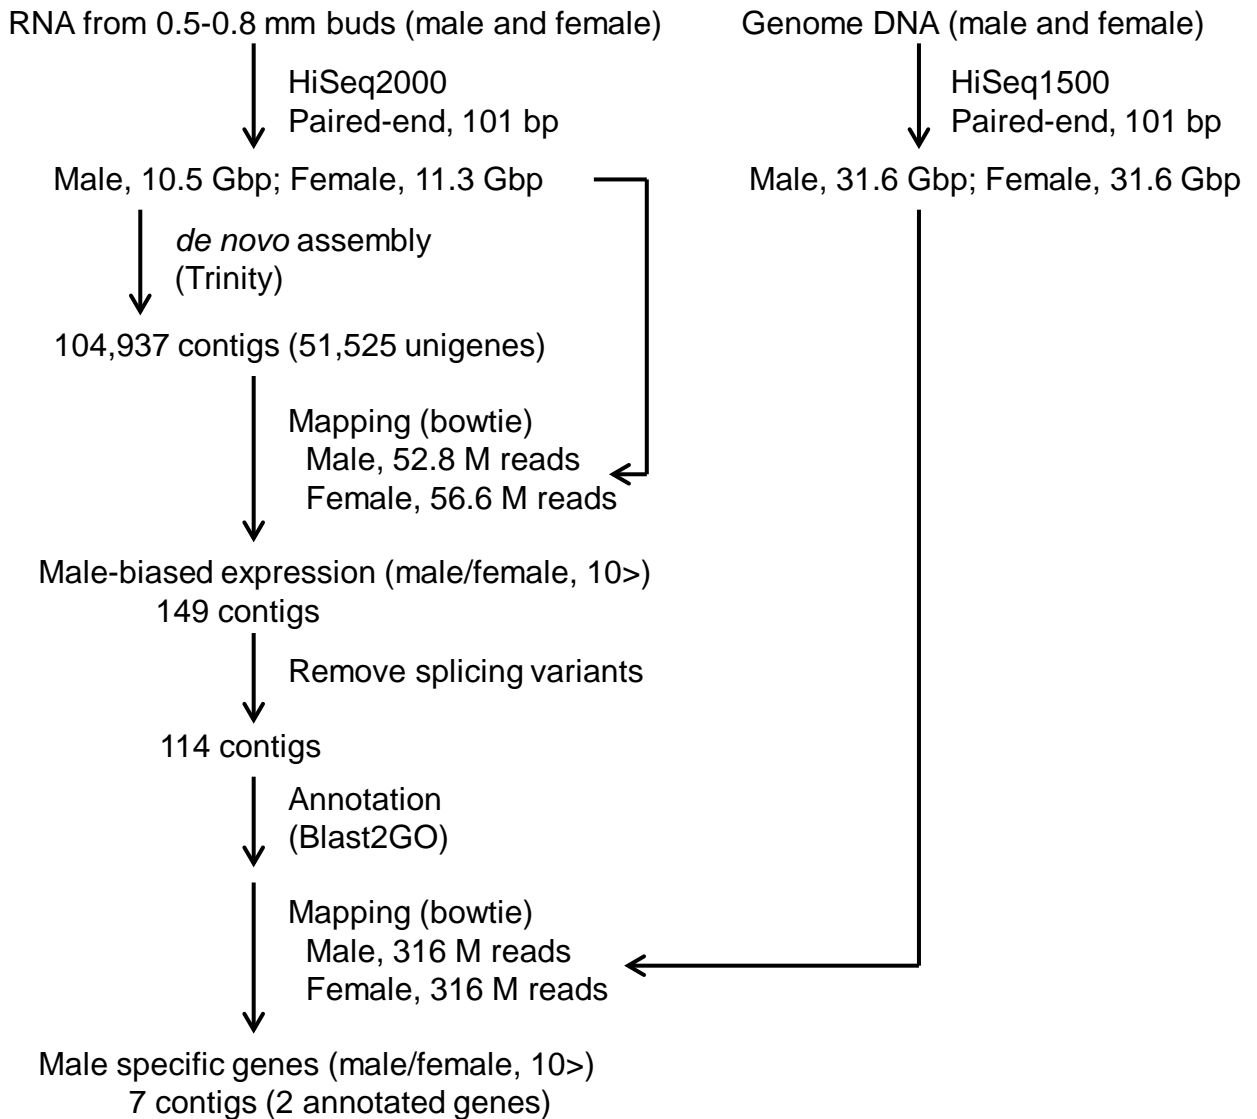 RNA from 0.5-0.8 mm buds (male and female)
Genome DNA (male and female)
HiSeq2000
Paired-end, 101 bp
HiSeq1500
Paired-end, 101 bp
Male, 10.5 Gbp; Female, 11.3 Gbp
Male, 31.6 Gbp; Female, 31.6 Gbp
de novo assembly
(Trinity)
104,937 contigs (51,525 unigenes)
Mapping (bowtie)
Male, 52.8 M reads
Female, 56.6 M reads
Male-biased expression (male/female, 10>)
149 contigs
Remove splicing variants
114 contigs
Annotation
(Blast2GO)
Mapping (bowtie)
Male, 316 M reads
Female, 316 M reads
Male specific genes (male/female, 10>)
7 contigs (2 annotated genes)